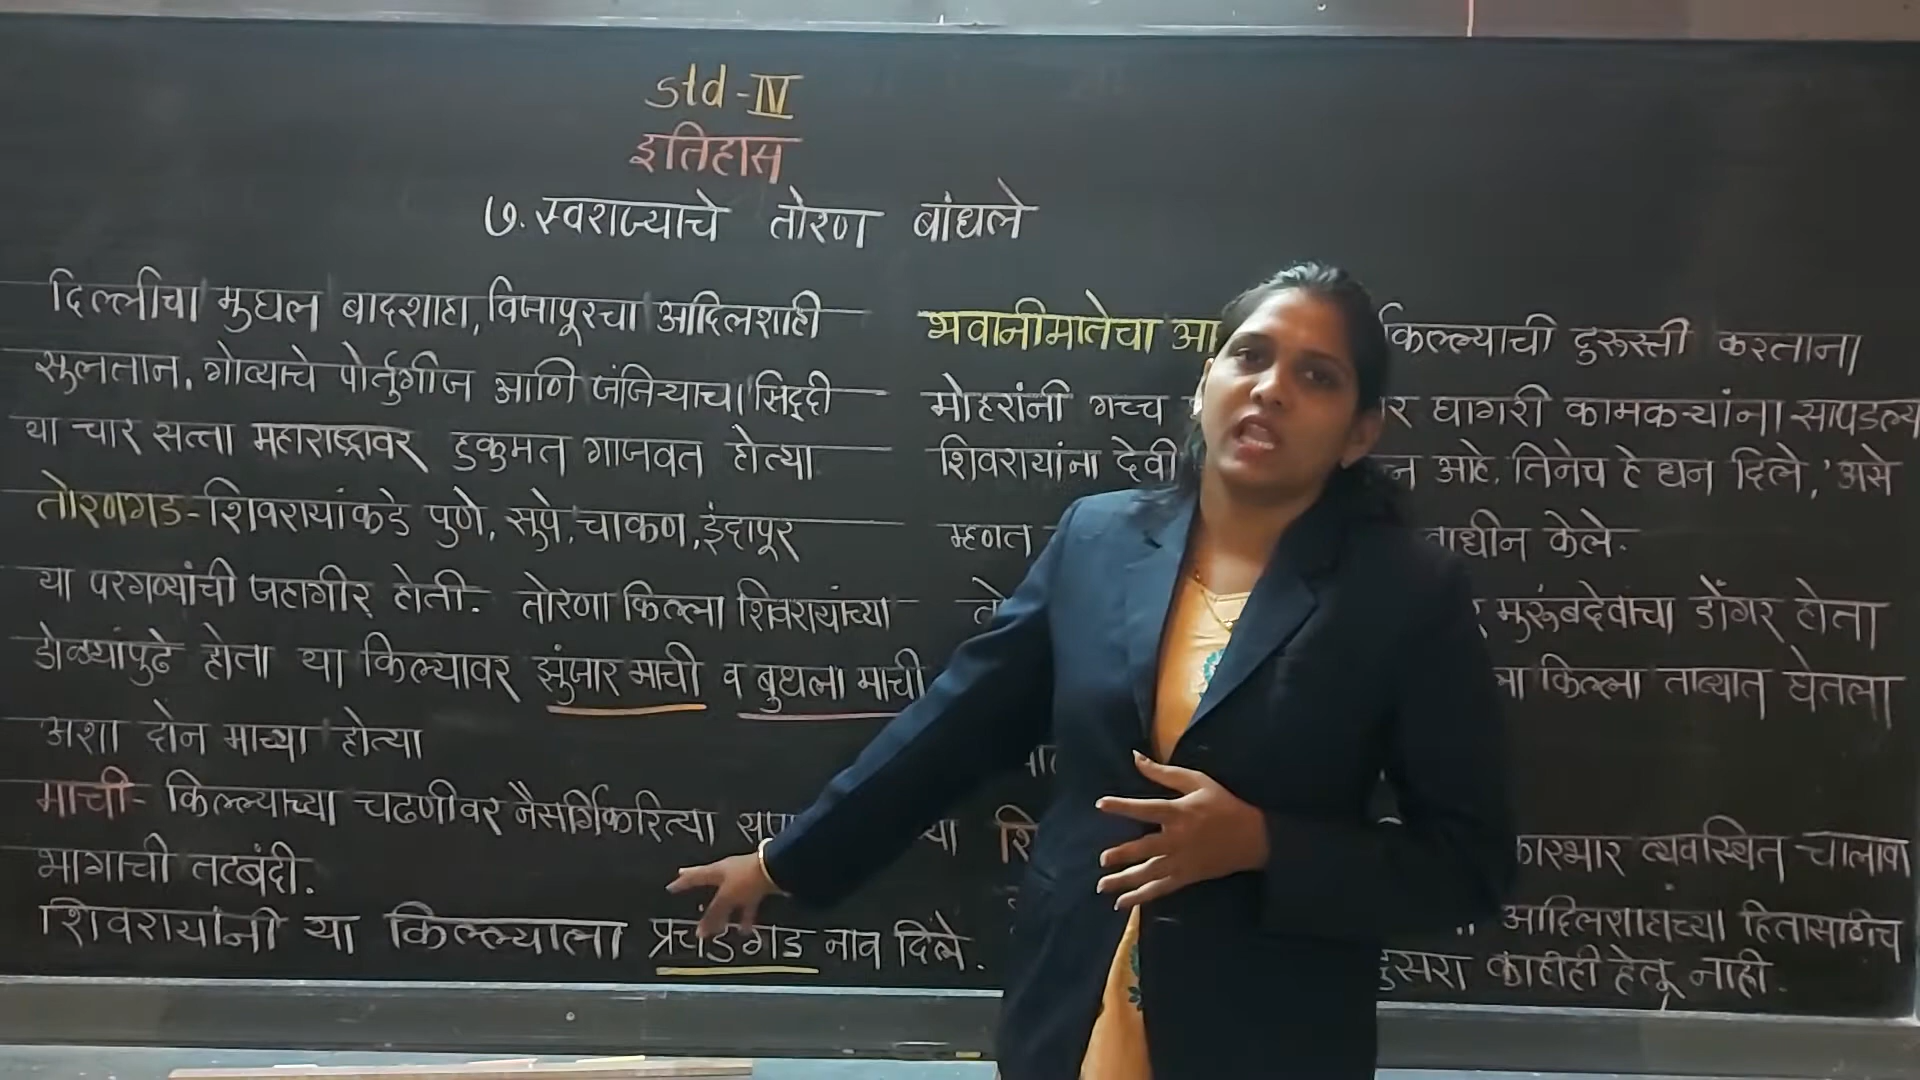 Std - IV
इतिहास
७. स्वराज्याचे तोरण बांधले
दिल्लीचा मुघल बादशाहा, विजापूरचा आदिलशाही
सुलतान, गोव्याचे पोर्तुगीज आणि जंजिऱ्याचा सिद्दी
या चार सत्ता महाराष्ट्रावर हुकुमत गाजवत होत्या
तोरणगड - शिवरायांकडे पुणे, सुपे, चाकण, इंदापूर
या परगण्यांची जहागीर होती. तोरणा किल्ला शिवरायांच्या
डोळ्यांपुढे होता या किल्यावर झुंजार माची व बुधला माची
अशा दोन माच्या होत्या
माची - किल्ल्याच्या चढणीवर नैसर्गिकरित्या
भागाची तटबंदी.
शिवरायांनी या किल्ल्याला प्रचंडगड नाव दिले.
भवानीमातेचा आ किल्ल्याची दुरुस्ती करताना
मोहरांनी गच्च घागरी कामकऱ्यांना सापडल्य
शिवरायांना देवी आहे. तिनेच हे धन दिले,' असे
म्हणत केले.
मुरूंबदेवाचा डोंगर होता
किल्ला ताब्यात घेतला
शि कारभार व्यवस्थित चालावा
आदिलशाहाच्या हितासाठीच
दुसरा काहीही हेतू नाही.